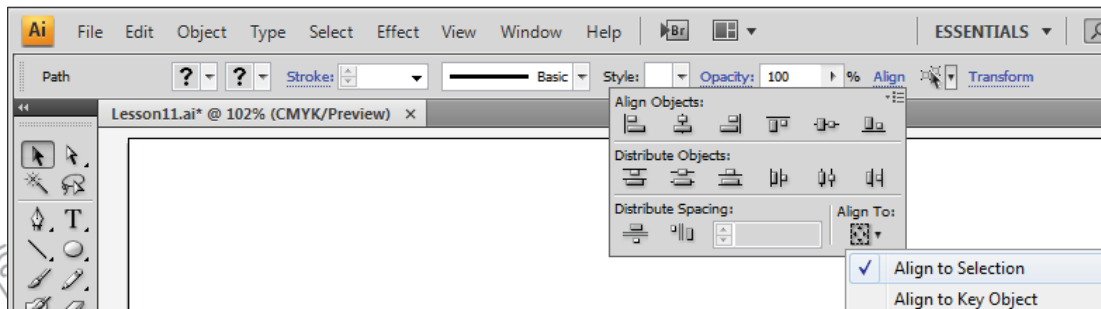 Ai File Edit Object Type Select Effect View Window Help Br ESSENTIALS
Path ? ? Stroke: Basic Style: Opacity: 100 % Align Transform
Lesson11.ai* @ 102% (CMYK/Preview) ×
Align Objects:
Distribute Objects:
Distribute Spacing: Align To:
T
Align to Selection
Align to Key Object